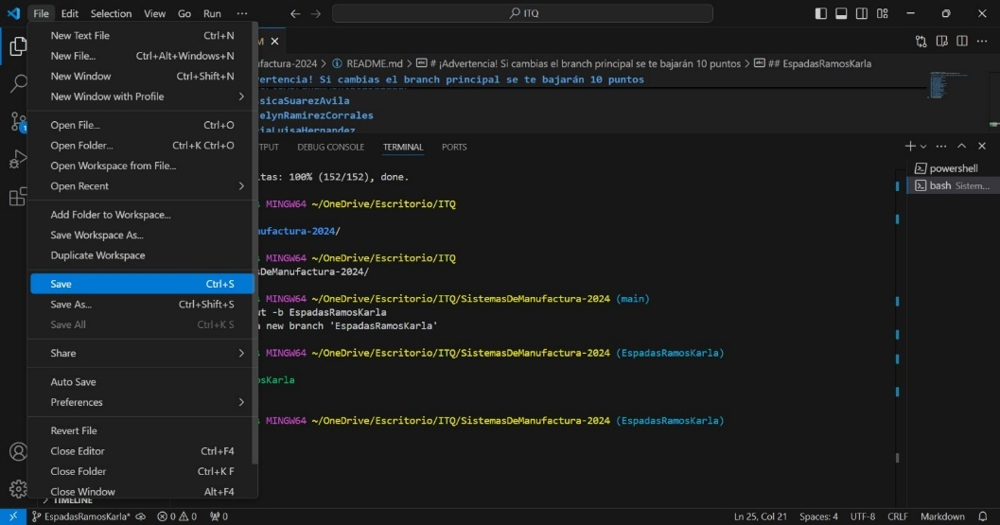 File Edit Selection View Go Run ... ITQ
New Text File Ctrl+N
New File... Ctrl+Alt+Windows+N
New Window Ctrl+Shift+N
New Window with Profile
Open File... Ctrl+O
Open Folder... Ctrl+K Ctrl+O
Open Workspace from File...
Open Recent
Add Folder to Workspace...
Save Workspace As...
Duplicate Workspace
Save Ctrl+S
Save As... Ctrl+Shift+S
Save All Ctrl+K S
Share
Auto Save
Preferences
Revert File
Close Editor Ctrl+F4
Close Folder Ctrl+K F
Close Window Alt+F4
TIMELINE
M
ufactura-2024 > README.md > # ¡Advertencia! Si cambias el branch principal se te bajarán 10 puntos > ## EspadasRamosKarla
vertencia! Si cambias el branch principal se te bajarán 10 puntos
sicaSuarezAvila
elynRamirezCorrales
iaLuisaHernandez
TPUT DEBUG CONSOLE TERMINAL PORTS
powershell
bash Sistem...
ltas: 100% (152/152), done.
MINGW64 ~/OneDrive/Escritorio/ITQ
ufactura-2024/
MINGW64 ~/OneDrive/Escritorio/ITQ
sDeManufactura-2024/
MINGW64 ~/OneDrive/Escritorio/ITQ/SistemasDeManufactura-2024 (main)
ut -b EspadasRamosKarla
a new branch 'EspadasRamosKarla'
MINGW64 ~/OneDrive/Escritorio/ITQ/SistemasDeManufactura-2024 (EspadasRamosKarla)
osKarla
MINGW64 ~/OneDrive/Escritorio/ITQ/SistemasDeManufactura-2024 (EspadasRamosKarla)
EspadasRamosKarla* 0 0 0 Ln 25, Col 21 Spaces: 4 UTF-8 CRLF Markdown